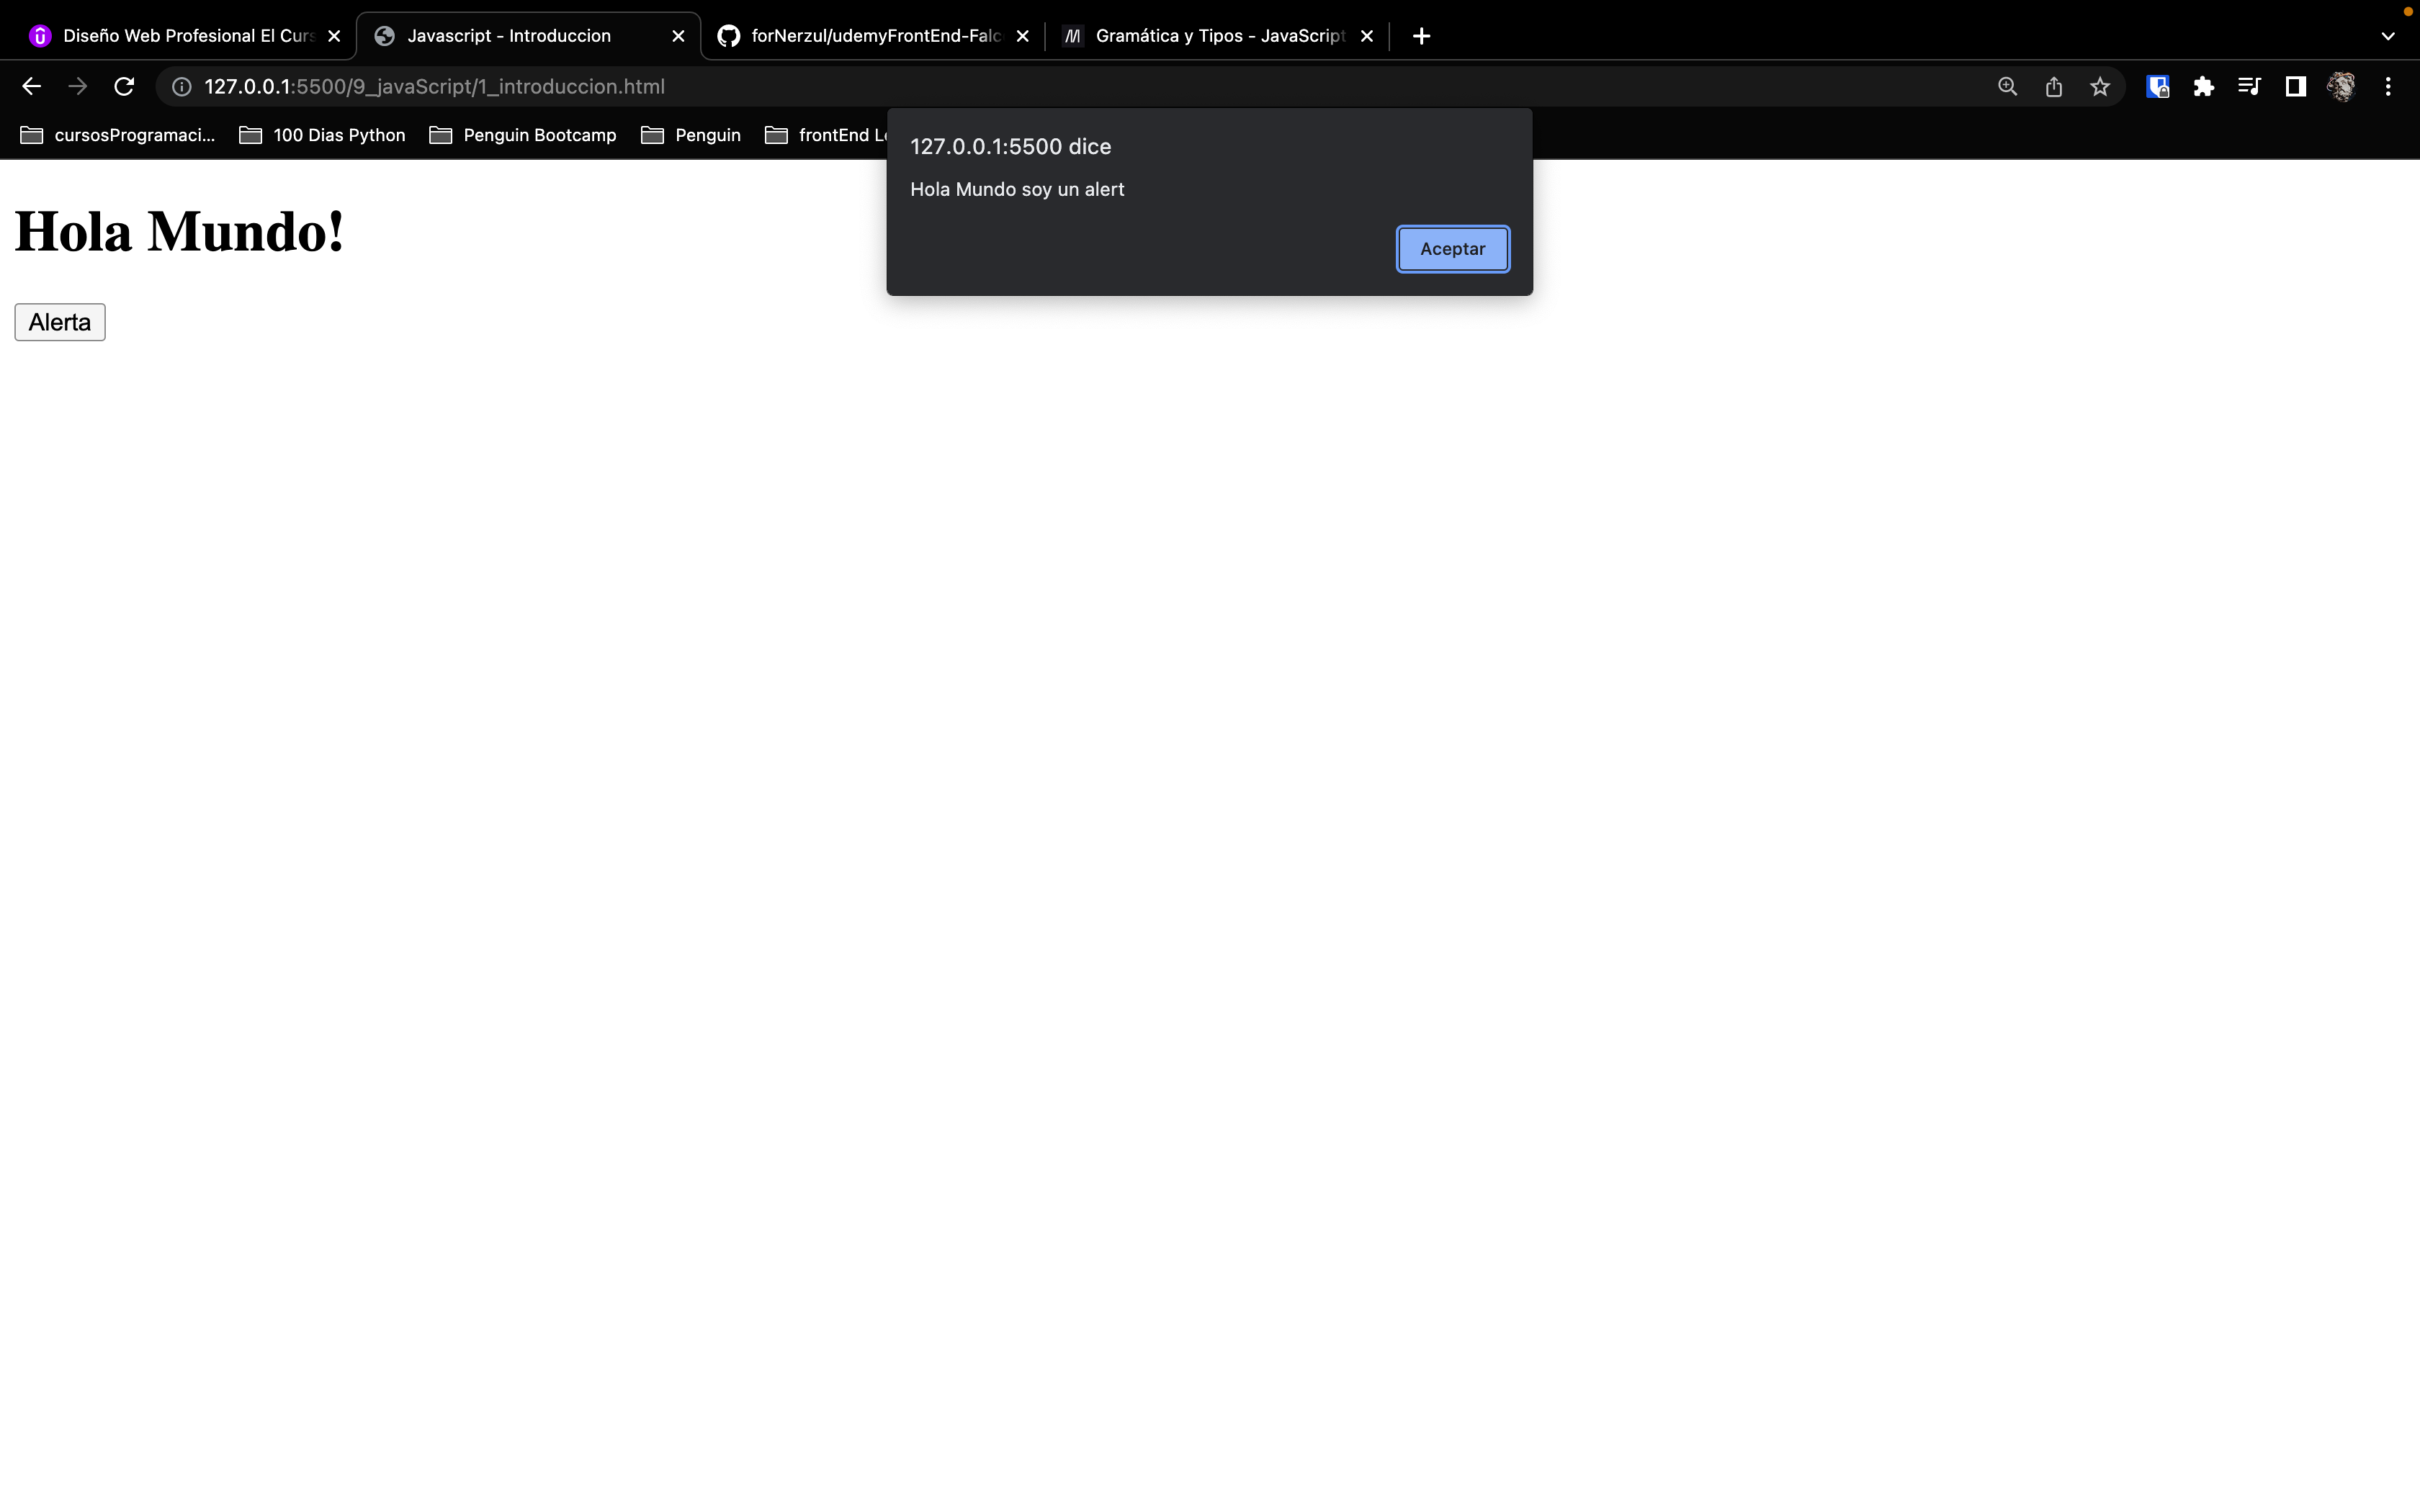 Diseño Web Profesional El Curs
Javascript - Introduccion
forNerzul/udemyFrontEnd-Falc
Gramática y Tipos - JavaScript
127.0.0.1:5500/9_javaScript/1_introduccion.html
cursosProgramaci...
100 Dias Python
Penguin Bootcamp
Penguin
frontEnd Le
127.0.0.1:5500 dice
Hola Mundo soy un alert
Aceptar
Hola Mundo!
Alerta